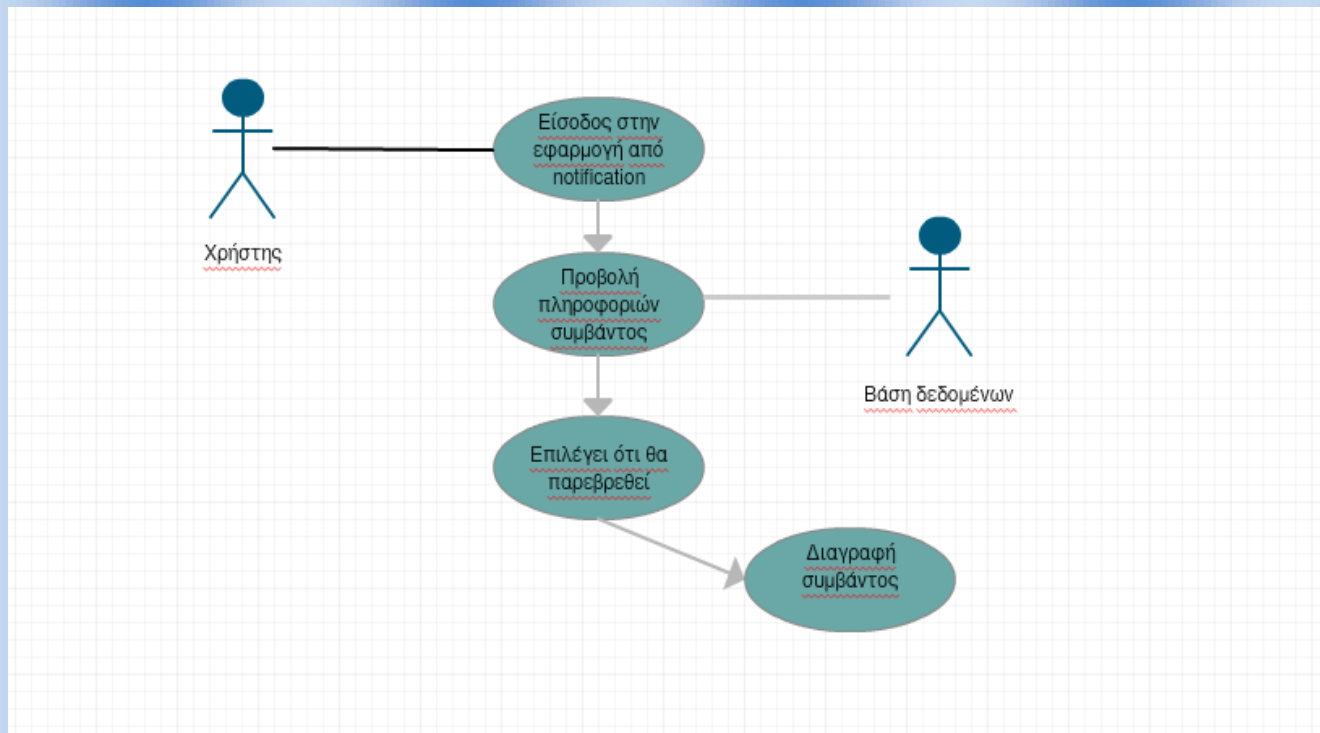 Είσοδος στην
εφαρμογή από
notification
Χρήστης
Προβολή
πληροφοριών
συμβάντος
Βάση δεδομένων
Επιλέγει ότι θα
παρεβρεθεί
Διαγραφή
συμβάντος